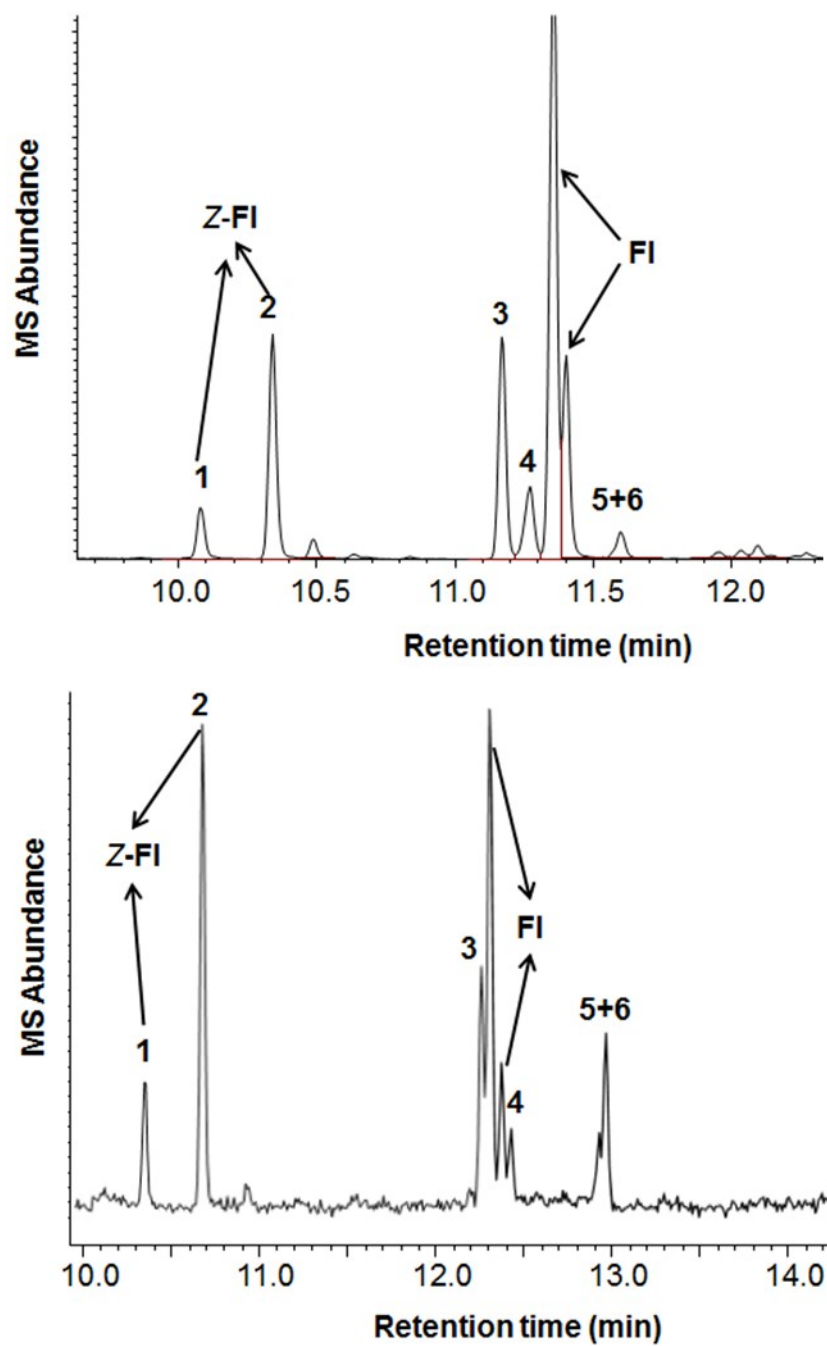 MS Abundance
Z-FI
FI
1
2
3
4
5+6
10.0 10.5 11.0 11.5 12.0
Retention time (min)
MS Abundance
2
Z-FI
1
3
FI
4
5+6
10.0 11.0 12.0 13.0 14.0
Retention time (min)